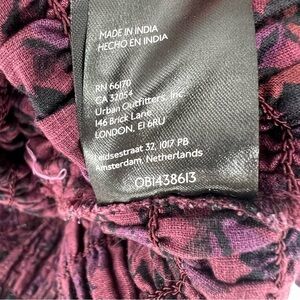 MADE IN INDIA
HECHO EN INDIA
RN 66170
CA 32054
Urban Outfitters, Inc.
146 Brick Lane,
LONDON, E1 6RU
Leidsestraat 32, 1017 PB
Amsterdam, Netherlands
OB1438613